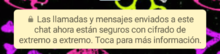 Las llamadas y mensajes enviados a este
chat ahora están seguros con cifrado de
extremo a extremo. Toca para más información.